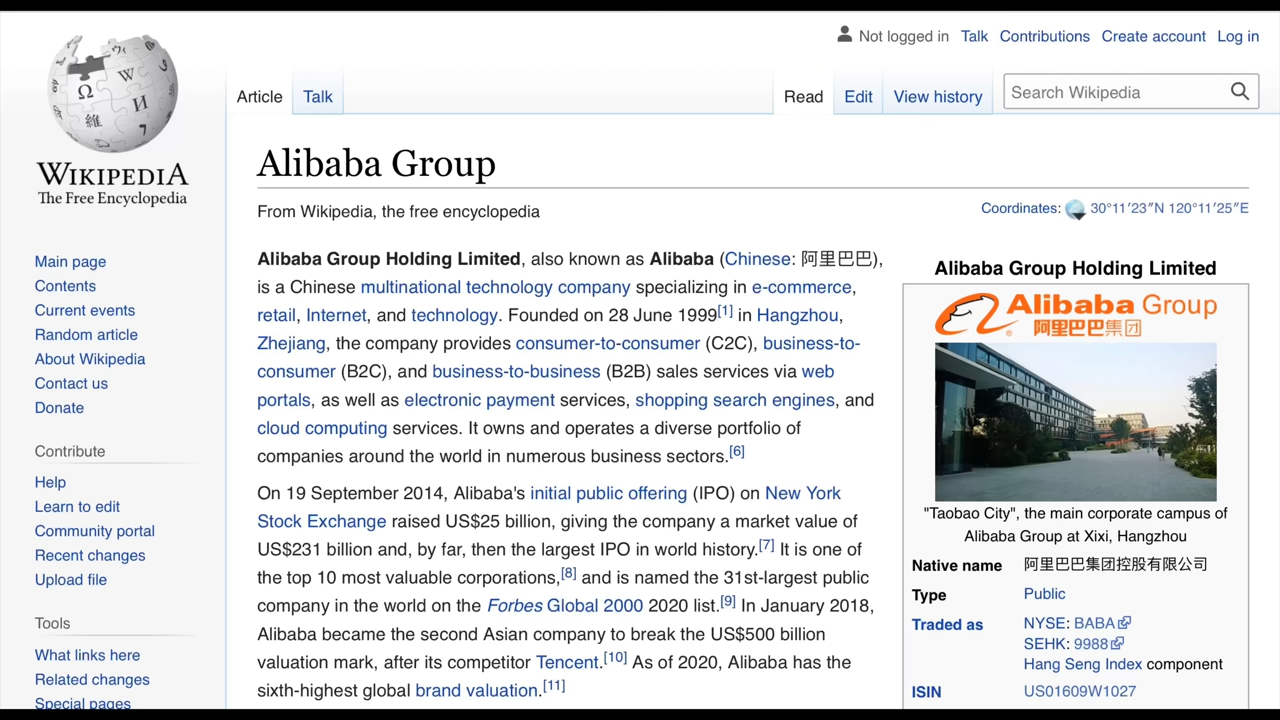 Not logged in Talk Contributions Create account Log in
Article Talk Read Edit View history Search Wikipedia
WIKIPEDIA
The Free Encyclopedia
Main page
Contents
Current events
Random article
About Wikipedia
Contact us
Donate
Contribute
Help
Learn to edit
Community portal
Recent changes
Upload file
Tools
What links here
Related changes
Special pages
Alibaba Group
From Wikipedia, the free encyclopedia
Coordinates: 30°11′23″N 120°11′25″E
Alibaba Group Holding Limited, also known as Alibaba (Chinese: 阿里巴巴),
is a Chinese multinational technology company specializing in e-commerce,
retail, Internet, and technology. Founded on 28 June 1999[1] in Hangzhou,
Zhejiang, the company provides consumer-to-consumer (C2C), business-to-
consumer (B2C), and business-to-business (B2B) sales services via web
portals, as well as electronic payment services, shopping search engines, and
cloud computing services. It owns and operates a diverse portfolio of
companies around the world in numerous business sectors.[6]
On 19 September 2014, Alibaba's initial public offering (IPO) on New York
Stock Exchange raised US$25 billion, giving the company a market value of
US$231 billion and, by far, then the largest IPO in world history.[7] It is one of
the top 10 most valuable corporations,[8] and is named the 31st-largest public
company in the world on the Forbes Global 2000 2020 list.[9] In January 2018,
Alibaba became the second Asian company to break the US$500 billion
valuation mark, after its competitor Tencent.[10] As of 2020, Alibaba has the
sixth-highest global brand valuation.[11]
Alibaba Group Holding Limited
Alibaba Group
阿里巴巴集团
"Taobao City", the main corporate campus of
Alibaba Group at Xixi, Hangzhou
Native name 阿里巴巴集团控股有限公司
Type Public
Traded as NYSE: BABA
SEHK: 9988
Hang Seng Index component
ISIN US01609W1027